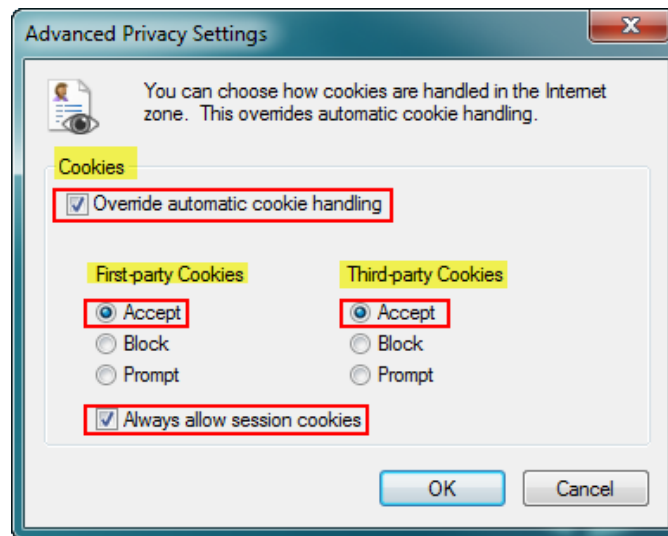 Advanced Privacy Settings
You can choose how cookies are handled in the Internet
zone. This overrides automatic cookie handling.
Cookies
Override automatic cookie handling
First-party Cookies Third-party Cookies
Accept Accept
Block Block
Prompt Prompt
Always allow session cookies
OK Cancel